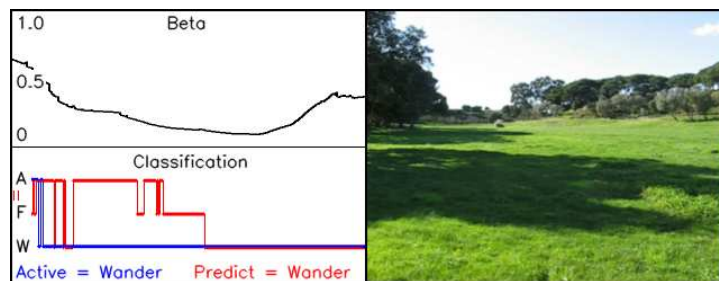 1.0
Beta
0.5
0
Classification
A
F
W
Active = Wander
Predict = Wander